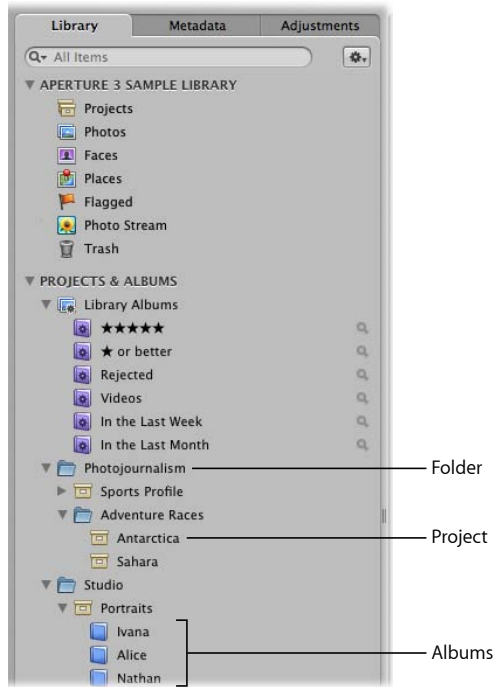 Library Metadata Adjustments
All Items
APERTURE 3 SAMPLE LIBRARY
Projects
Photos
Faces
Places
Flagged
Photo Stream
Trash
PROJECTS & ALBUMS
Library Albums
★★★★★
★ or better
Rejected
Videos
In the Last Week
In the Last Month
Photojournalism
Folder
Sports Profile
Adventure Races
Antarctica
Project
Sahara
Studio
Portraits
Ivana
Alice
Albums
Nathan